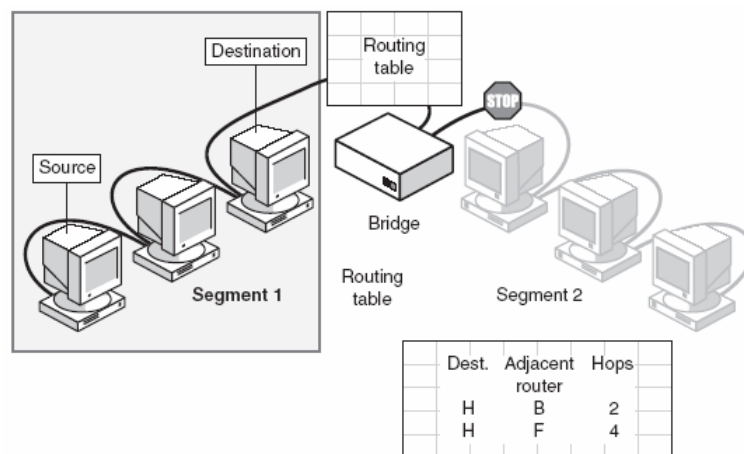 Destination
Routing
table
STOP
Source
Bridge
Segment 1
Routing
table
Segment 2
Dest. Adjacent Hops
router
H B 2
H F 4